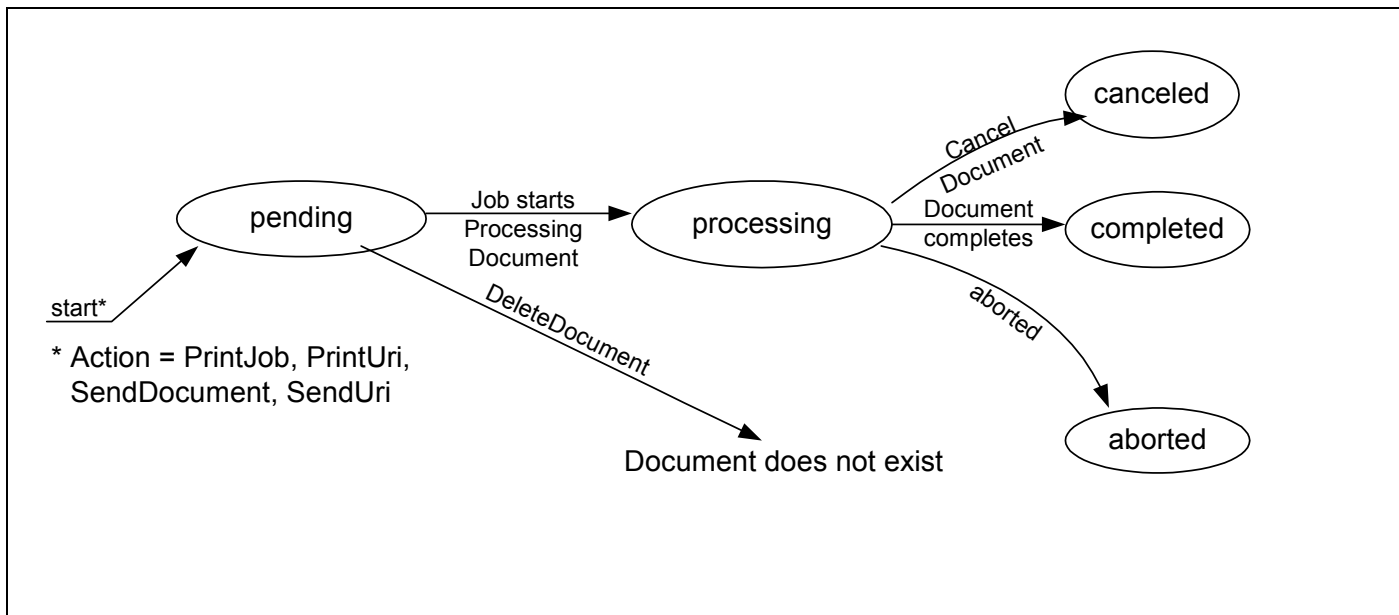 canceled
Cancel
Document
pending
Job starts
Processing
Document
processing
Document
completes
completed
start*
DeleteDocument
aborted
* Action = PrintJob, PrintUri,
SendDocument, SendUri
Document does not exist
aborted